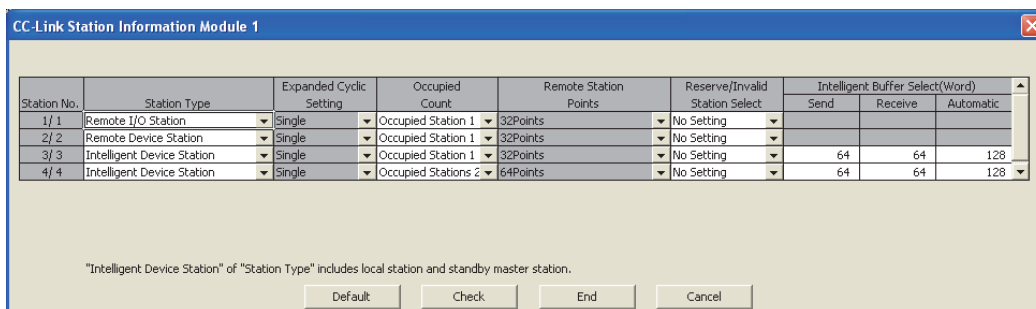 CC-Link Station Information Module 1
Expanded Cyclic Occupied Remote Station Reserve/Invalid Intelligent Buffer Select(Word)
Station No. Station Type Setting Count Points Station Select Send Receive Automatic
1/ 1 Remote I/O Station Single Occupied Station 1 32Points No Setting
2/ 2 Remote Device Station Single Occupied Station 1 32Points No Setting
3/ 3 Intelligent Device Station Single Occupied Station 1 32Points No Setting 64 64 128
4/ 4 Intelligent Device Station Single Occupied Stations 2 64Points No Setting 64 64 128
"Intelligent Device Station" of "Station Type" includes local station and standby master station.
Default Check End Cancel